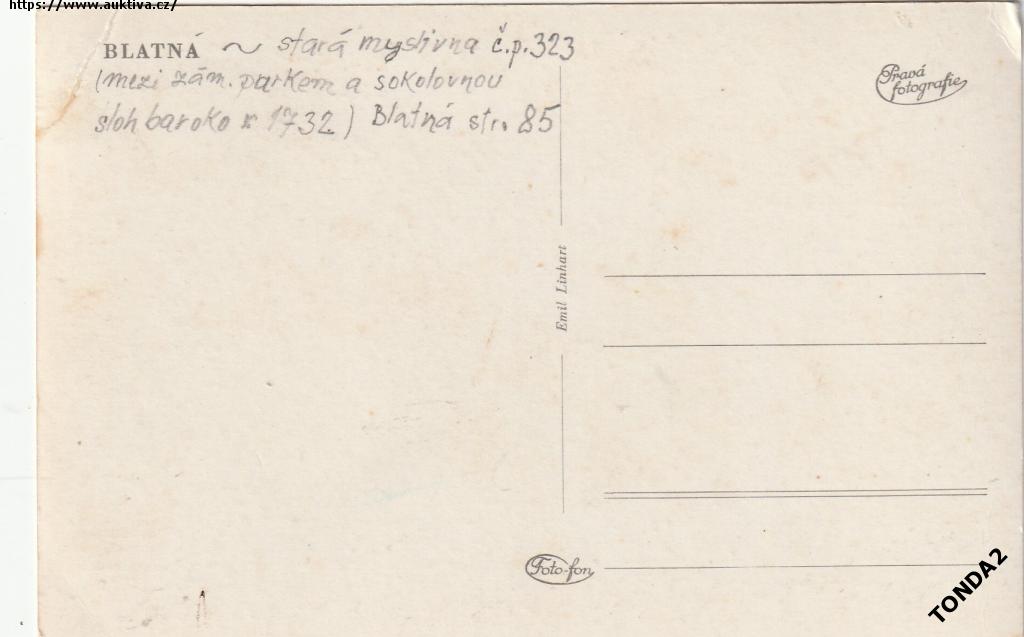 https://www.auktiva.cz/
BLATNÁ ~ stará myslivna č.p. 323
(mezi zám. parkem a sokolovnou
sloh baroko r. 1732) Blatná str. 85
Pravá
fotografie
Emil Linhart
Foto-fon
TONDA2